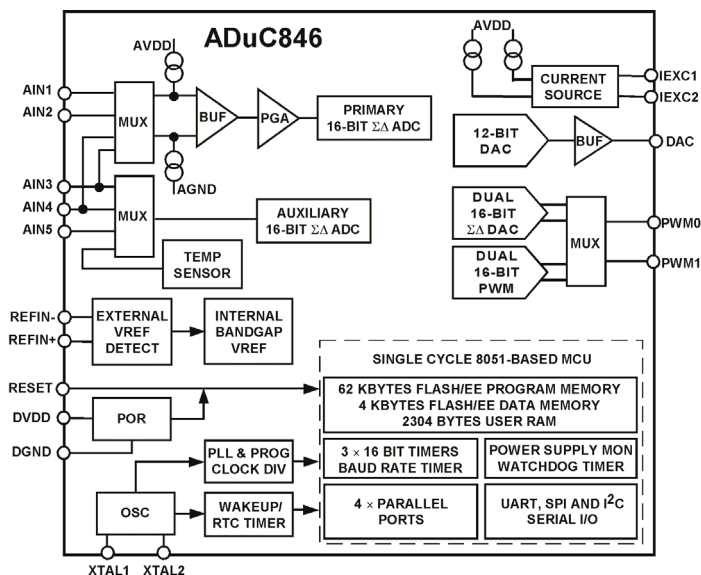 ADuC846
AVDD
AIN1
AIN2
MUX
BUF
PGA
PRIMARY
16-BIT ΣΔ ADC
AGND
AIN3
AIN4
AIN5
MUX
AUXILIARY
16-BIT ΣΔ ADC
TEMP
SENSOR
AVDD
CURRENT
SOURCE
IEXC1
IEXC2
12-BIT
DAC
BUF
DAC
DUAL
16-BIT
ΣΔ DAC
DUAL
16-BIT
PWM
MUX
PWM0
PWM1
REFIN-
REFIN+
EXTERNAL
VREF
DETECT
INTERNAL
BANDGAP
VREF
RESET
DVDD
DGND
POR
SINGLE CYCLE 8051-BASED MCU
62 KBYTES FLASH/EE PROGRAM MEMORY
4 KBYTES FLASH/EE DATA MEMORY
2304 BYTES USER RAM
PLL & PROG
CLOCK DIV
3 × 16 BIT TIMERS
BAUD RATE TIMER
POWER SUPPLY MON
WATCHDOG TIMER
OSC
WAKEUP/
RTC TIMER
4 × PARALLEL
PORTS
UART, SPI AND I²C
SERIAL I/O
XTAL1
XTAL2